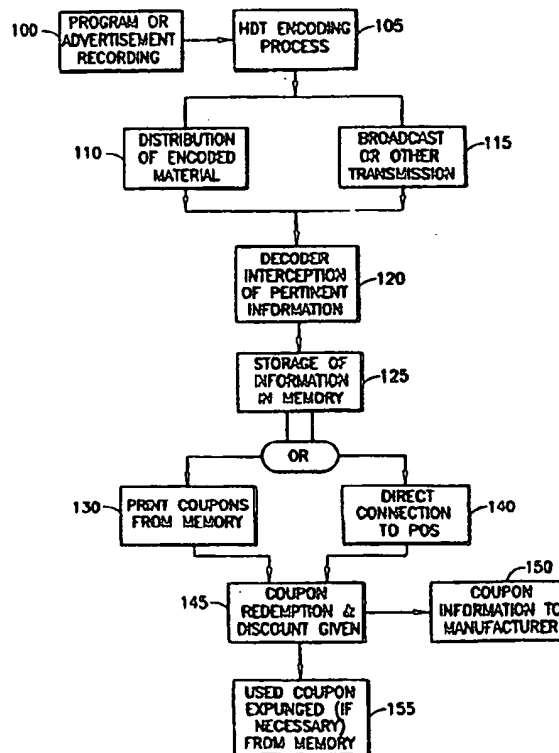 100
PROGRAM OR
ADVERTISEMENT
RECORDING
HDT ENCODING
PROCESS
105
110
DISTRIBUTION
OF ENCODED
MATERIAL
BROADCAST
OR OTHER
TRANSMISSION
115
DECODER
INTERCEPTION
OF PERTINENT
INFORMATION
120
STORAGE OF
INFORMATION
IN MEMORY
125
OR
130
PRINT COUPONS
FROM MEMORY
DIRECT
CONNECTION
TO POS
140
145
COUPON
REDEMPTION &
DISCOUNT GIVEN
150
COUPON
INFORMATION TO
MANUFACTURER
USED COUPON
EXPUNGED (IF
NECESSARY)
FROM MEMORY
155